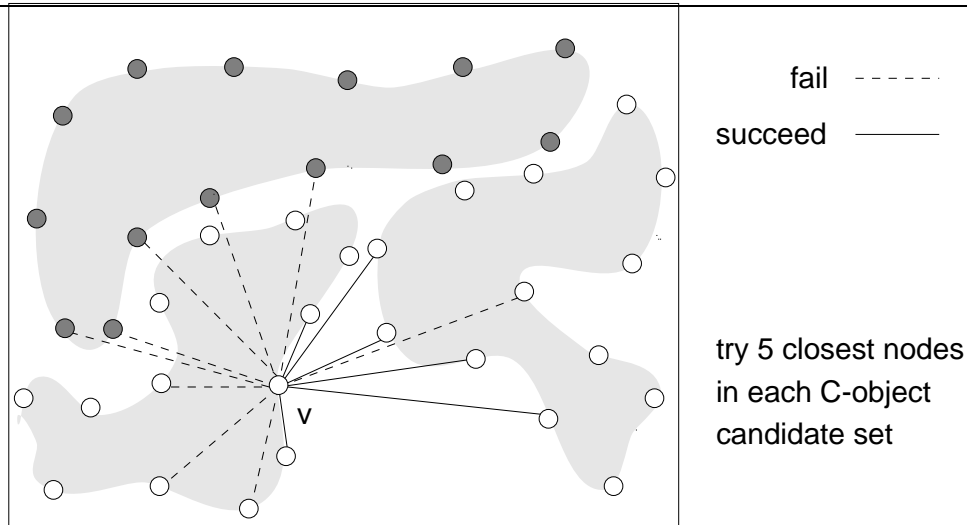 fail
succeed
try 5 closest nodes
in each C-object
candidate set
v